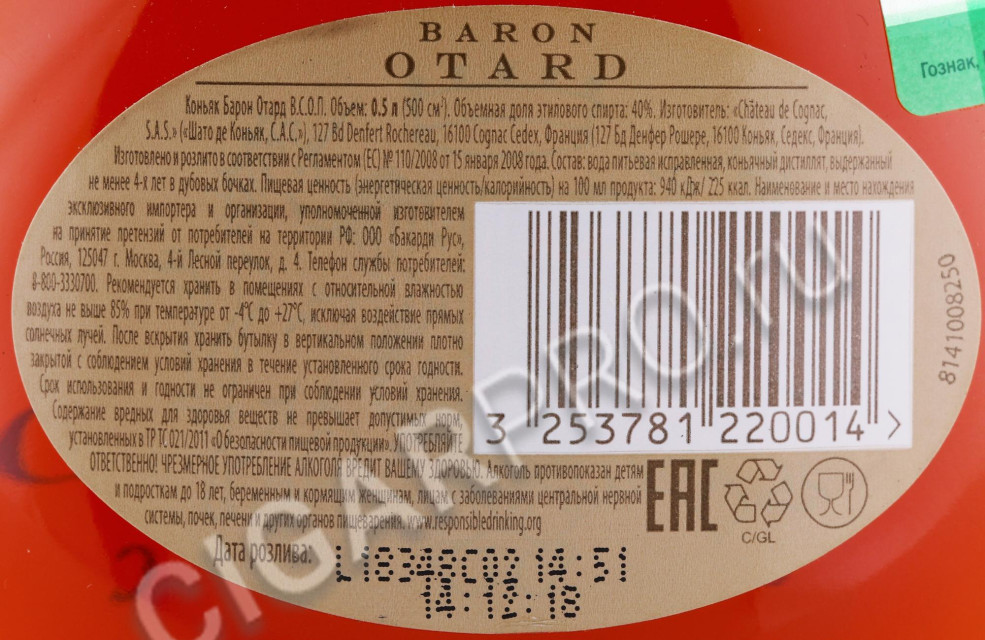 BARON
OTARD
Гознак,
Коньяк Барон Отард В.С.О.П. Объем: 0.5 л (500 см³). Объемная доля этилового спирта: 40%. Изготовитель: «Château de Cognac,
S.A.S.» («Шато де Коньяк, С.А.С.»), 127 Bd Denfert Rochereau, 16100 Cognac Cedex, Франция (127 Бд Денфер Рошере, 16100 Коньяк, Седекс, Франция).
Изготовлено и розлито в соответствии с Регламентом (ЕС) № 110/2008 от 15 января 2008 года. Состав: вода питьевая исправленная, коньячный дистиллят, выдержанный
не менее 4-х лет в дубовых бочках. Пищевая ценность (энергетическая ценность/калорийность) на 100 мл продукта: 940 кДж/ 225 ккал. Наименование и место нахождения
эксклюзивного импортера и организации, уполномоченной изготовителем
на принятие претензий от потребителей на территории РФ: ООО «Бакарди Рус»,
Россия, 125047 г. Москва, 4-й Лесной переулок, д. 4. Телефон службы потребителей:
8-800-3330700. Рекомендуется хранить в помещениях с относительной влажностью
воздуха не выше 85% при температуре от -4°C до +27°C, исключая воздействие прямых
солнечных лучей. После вскрытия хранить бутылку в вертикальном положении плотно
закрытой с соблюдением условий хранения в течение установленного срока годности.
Срок использования и годности не ограничен при соблюдении условий хранения.
Содержание вредных для здоровья веществ не превышает допустимых норм,
установленных в ТР ТС 021/2011 «О безопасности пищевой продукции». УПОТРЕБЛЯЙТЕ
ОТВЕТСТВЕННО! ЧРЕЗМЕРНОЕ УПОТРЕБЛЕНИЕ АЛКОГОЛЯ ВРЕДИТ ВАШЕМУ ЗДОРОВЬЮ. Алкоголь противопоказан детям
и подросткам до 18 лет, беременным и кормящим женщинам, лицам с заболеваниями центральной нервной
системы, почек, печени и других органов пищеварения. www.responsibledrinking.org
3 253781 220014 >
8141008250
EAC
C/GL
Дата розлива:
L18348C02 14:51
14:12:18
CIGARPRO.ru